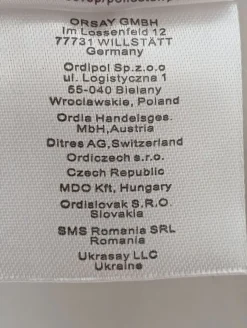 ORSAY GMBH
Im Lossenfeld 12
77731 WILLSTÄTT
Germany
Ordipol Sp.z.o.o
ul. Logistyczna 1
55-040 Bielany
Wroclawskie, Poland
Ordia Handelsges.
MbH,Austria
Ditres AG,Switzerland
Ordiczech s.r.o.
Czech Republic
MDO Kft, Hungary
Ordislovak S.R.O.
Slovakia
SMS Romania SRL
Romania
Ukrasay LLC
Ukraine